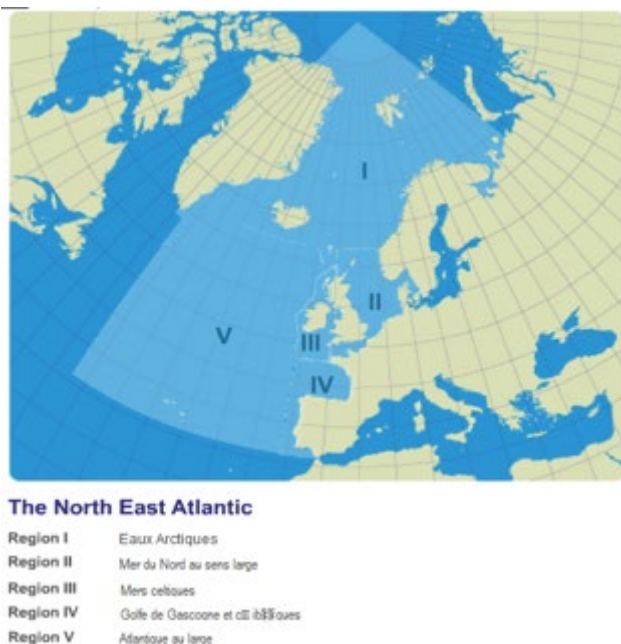 I
II
V
III
IV
The North East Atlantic
Region I Eaux Arctiques
Region II Mer du Nord au sens large
Region III Mers celtiques
Region IV Golfe de Gascogne et
Region V Atlantique au large